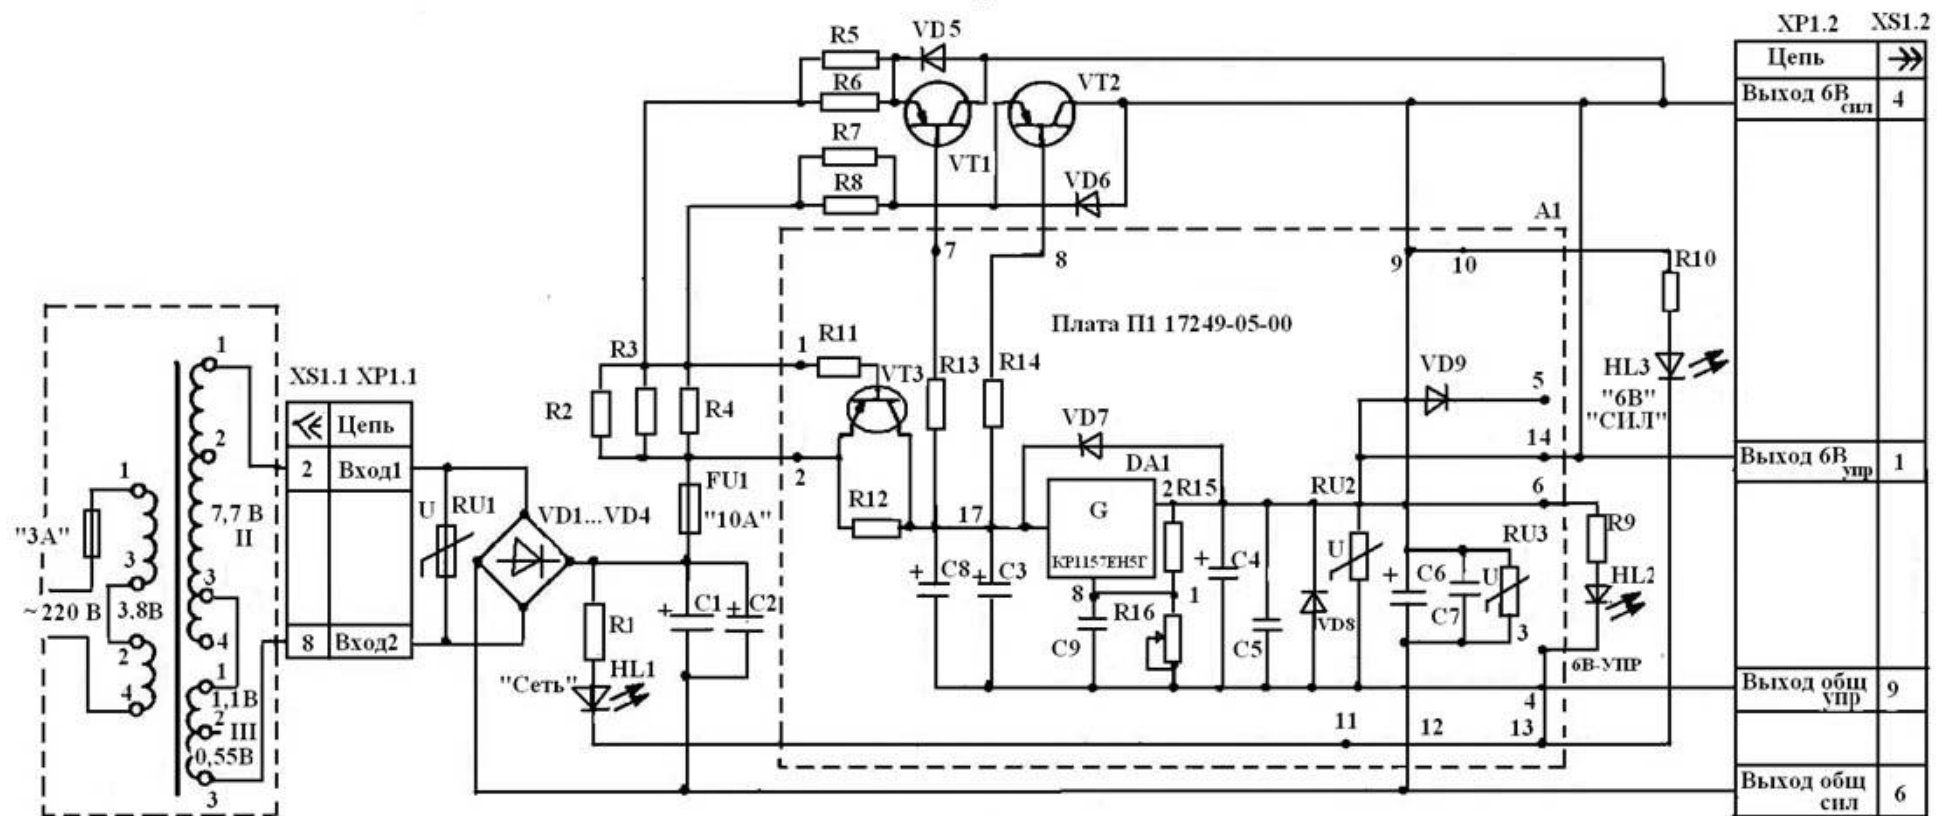 XP1.2 XS1.2
R5
VD5
Цепь
R6
VT2
Выход 6В сил 4
R7
VT1
R8
VD6
A1
7
8
9
10
R10
Плата П1 17249-05-00
1
R11
R3
R13
R14
VD9
HL3
1
XS1.1 XP1.1
VT3
5
"6В"
"СИЛ"
R2
R4
VD7
14
Цепь
2
1
2 Вход1
2
FU1
DA1
Выход 6В упр 1
U
RU1
VD1...VD4
"10А"
R12
17
G
2
R15
RU2
6
7,7 В
II
"3А"
R9
RU3
КР1157ЕН5Г
U
3
3
C8
C3
C4
C6
U
HL2
~220 В
3.8В
+
C1
+
C2
+
+
+
+
8
1
R1
R16
VD8
C7
4
8 Вход2
C9
C5
3
2
1
"Сеть"
HL1
6В-УПР
4
1,1В
Выход общ упр 9
4
2
III
11
12
13
0,55В
3
Выход общ сил 6